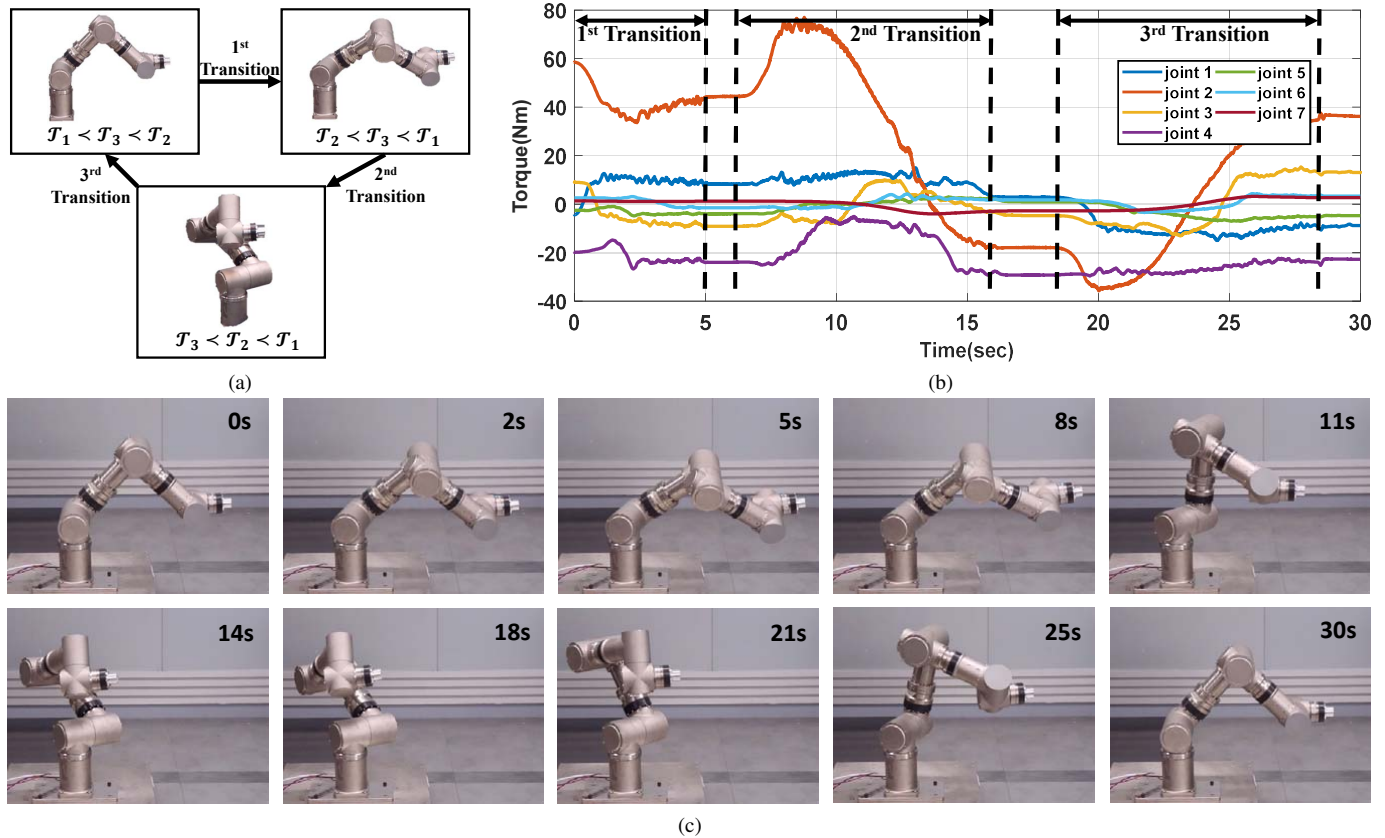 1st
Transition
𝒯1 ≺ 𝒯3 ≺ 𝒯2
𝒯2 ≺ 𝒯3 ≺ 𝒯1
3rd
Transition
2nd
Transition
𝒯3 ≺ 𝒯2 ≺ 𝒯1
(a)
80
60
40
20
0
-20
-40
Torque(Nm)
1st Transition
2nd Transition
3rd Transition
joint 1
joint 5
joint 2
joint 6
joint 3
joint 7
joint 4
0
5
10
15
20
25
30
Time(sec)
(b)
0s
2s
5s
8s
11s
14s
18s
21s
25s
30s
(c)